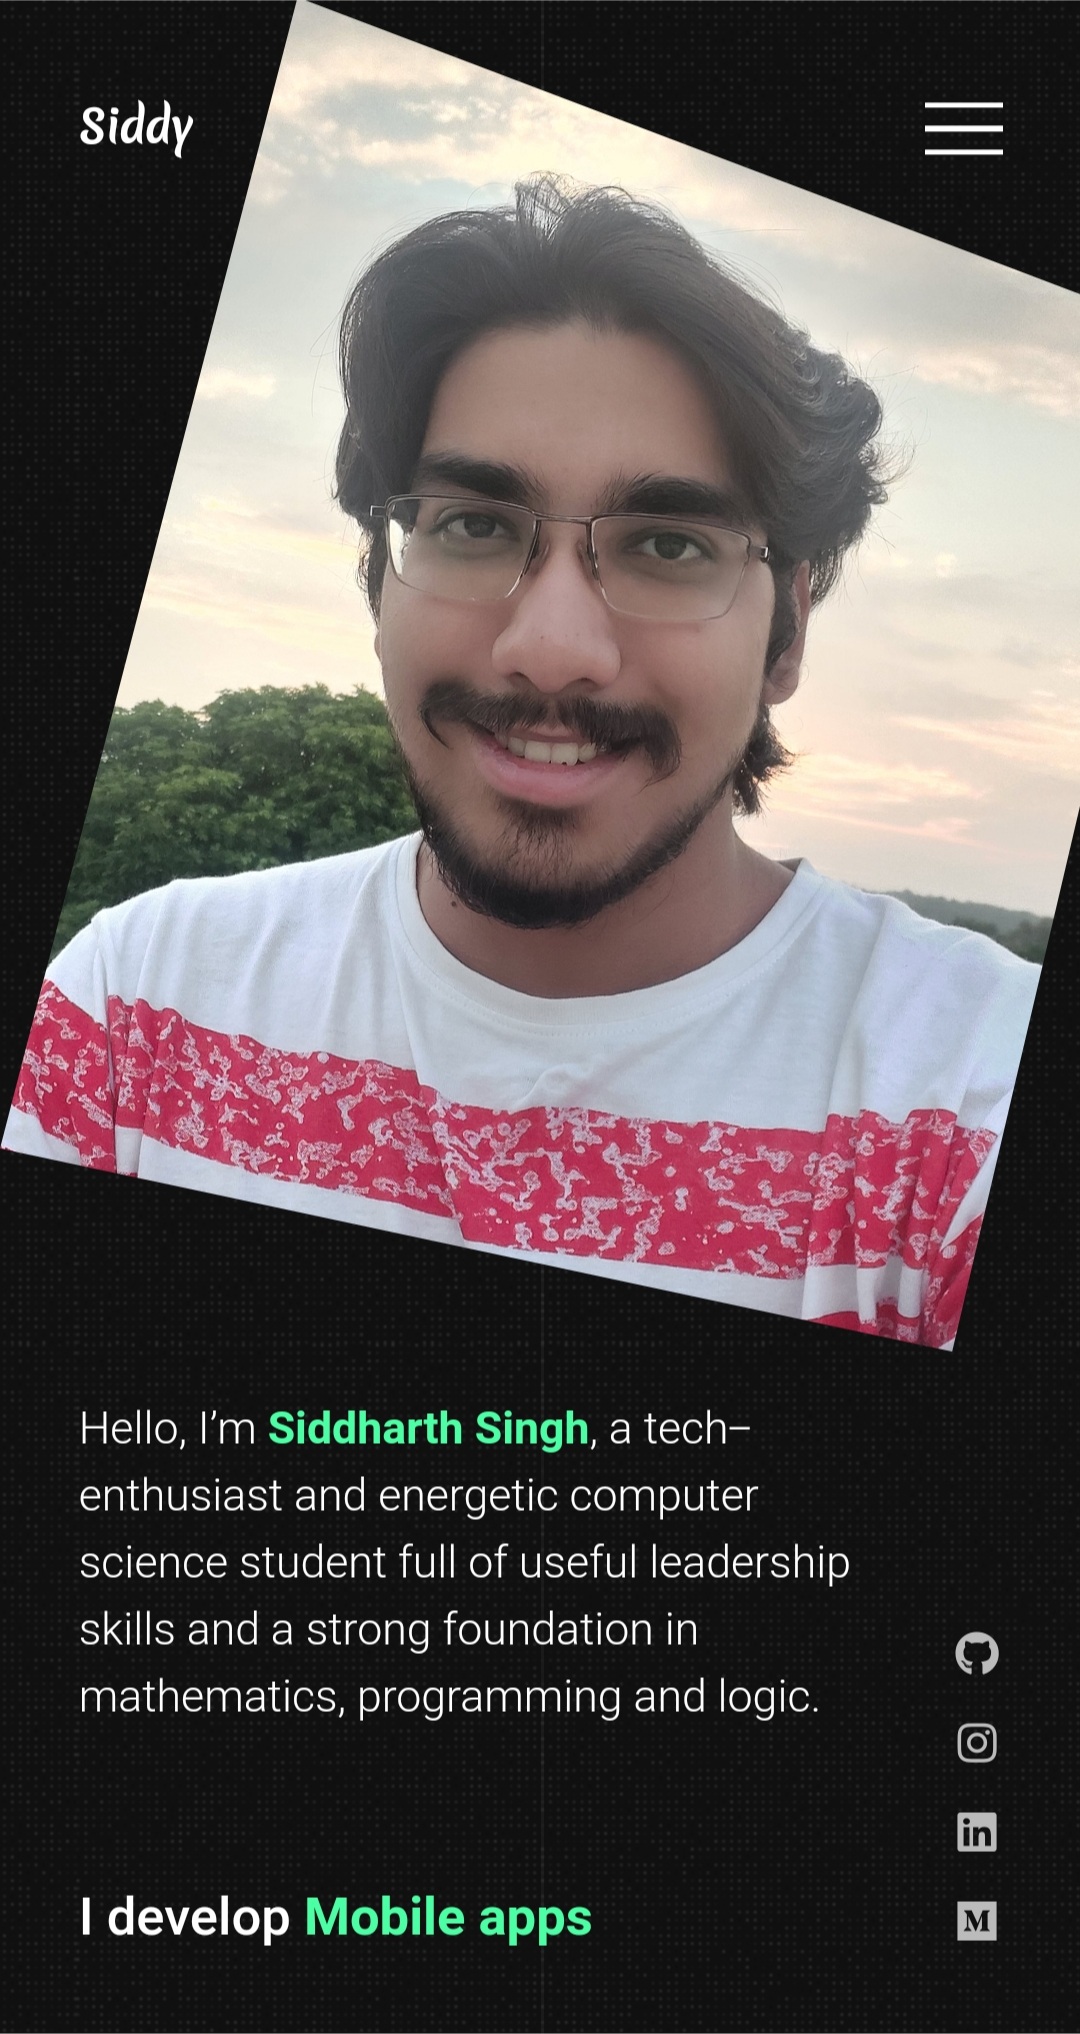 Siddy
Hello, I’m Siddharth Singh, a tech–
enthusiast and energetic computer
science student full of useful leadership
skills and a strong foundation in
mathematics, programming and logic.
I develop Mobile apps